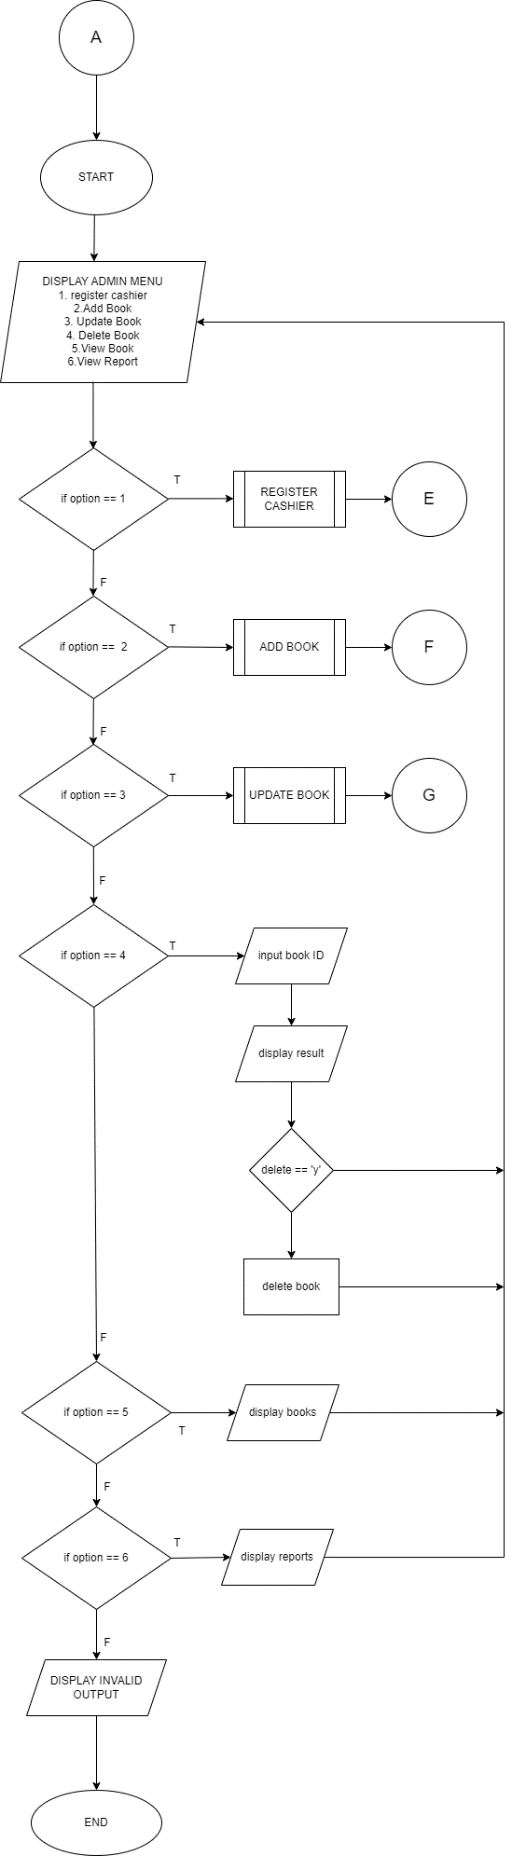 A
START
DISPLAY ADMIN MENU
1. register cashier
2.Add Book
3. Update Book
4. Delete Book
5.View Book
6.View Report
if option == 1
T
REGISTER
CASHIER
E
F
if option == 2
T
ADD BOOK
F
F
if option == 3
T
UPDATE BOOK
G
F
if option == 4
T
input book ID
display result
delete == 'y'
delete book
F
if option == 5
T
display books
F
if option == 6
T
display reports
F
DISPLAY INVALID
OUTPUT
END